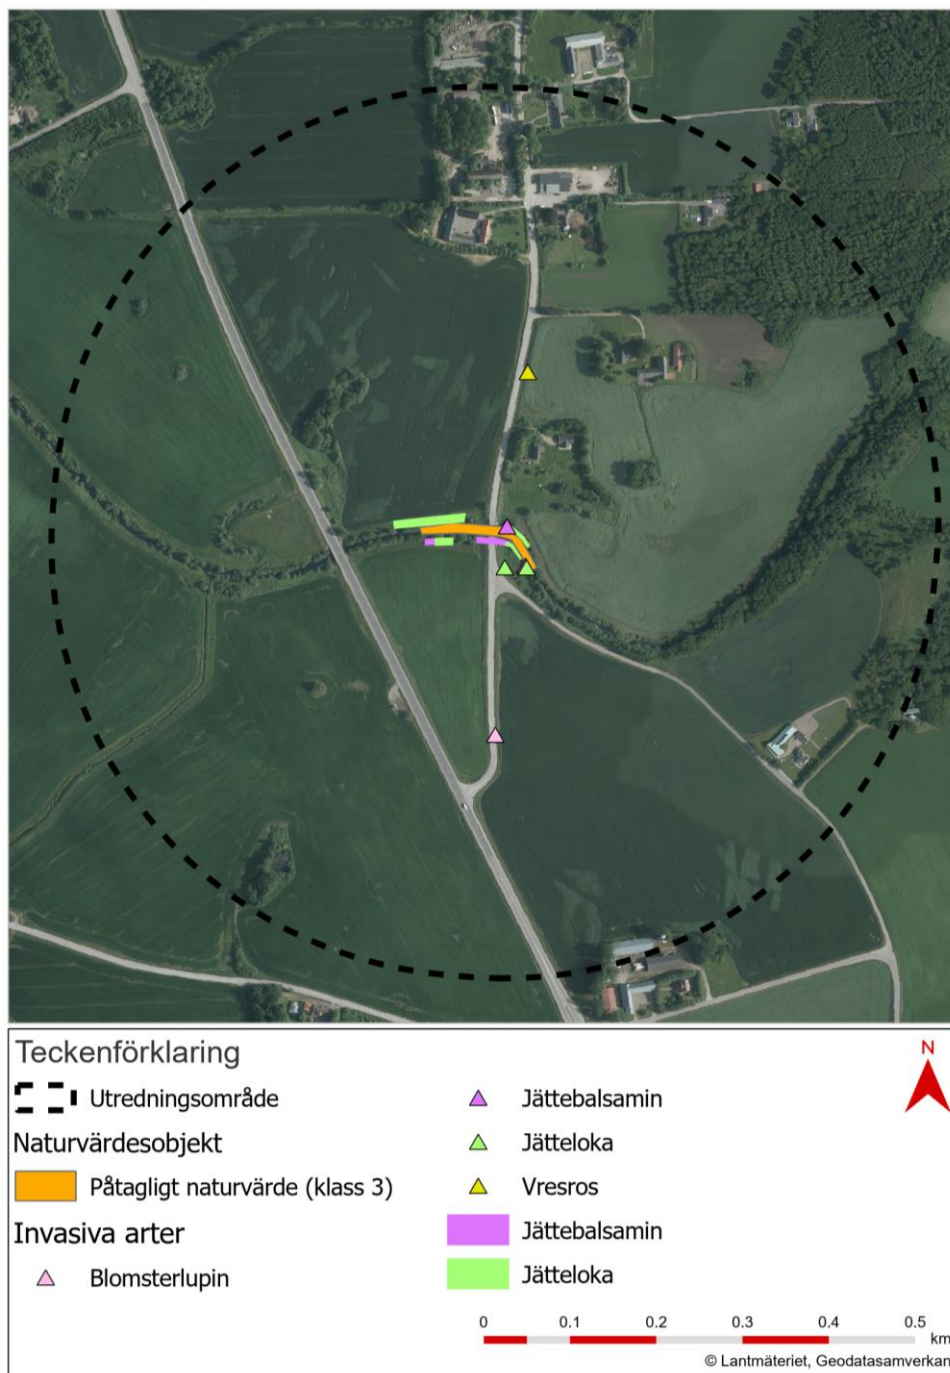 Teckenförklaring
N
Utredningsområde
Naturvärdesobjekt
Påtagligt naturvärde (klass 3)
Invasiva arter
Blomsterlupin
Jättebalsamin
Jätteloka
Vresros
Jättebalsamin
Jätteloka
0 0.1 0.2 0.3 0.4 0.5
km
© Lantmäteriet, Geodatasamverkan